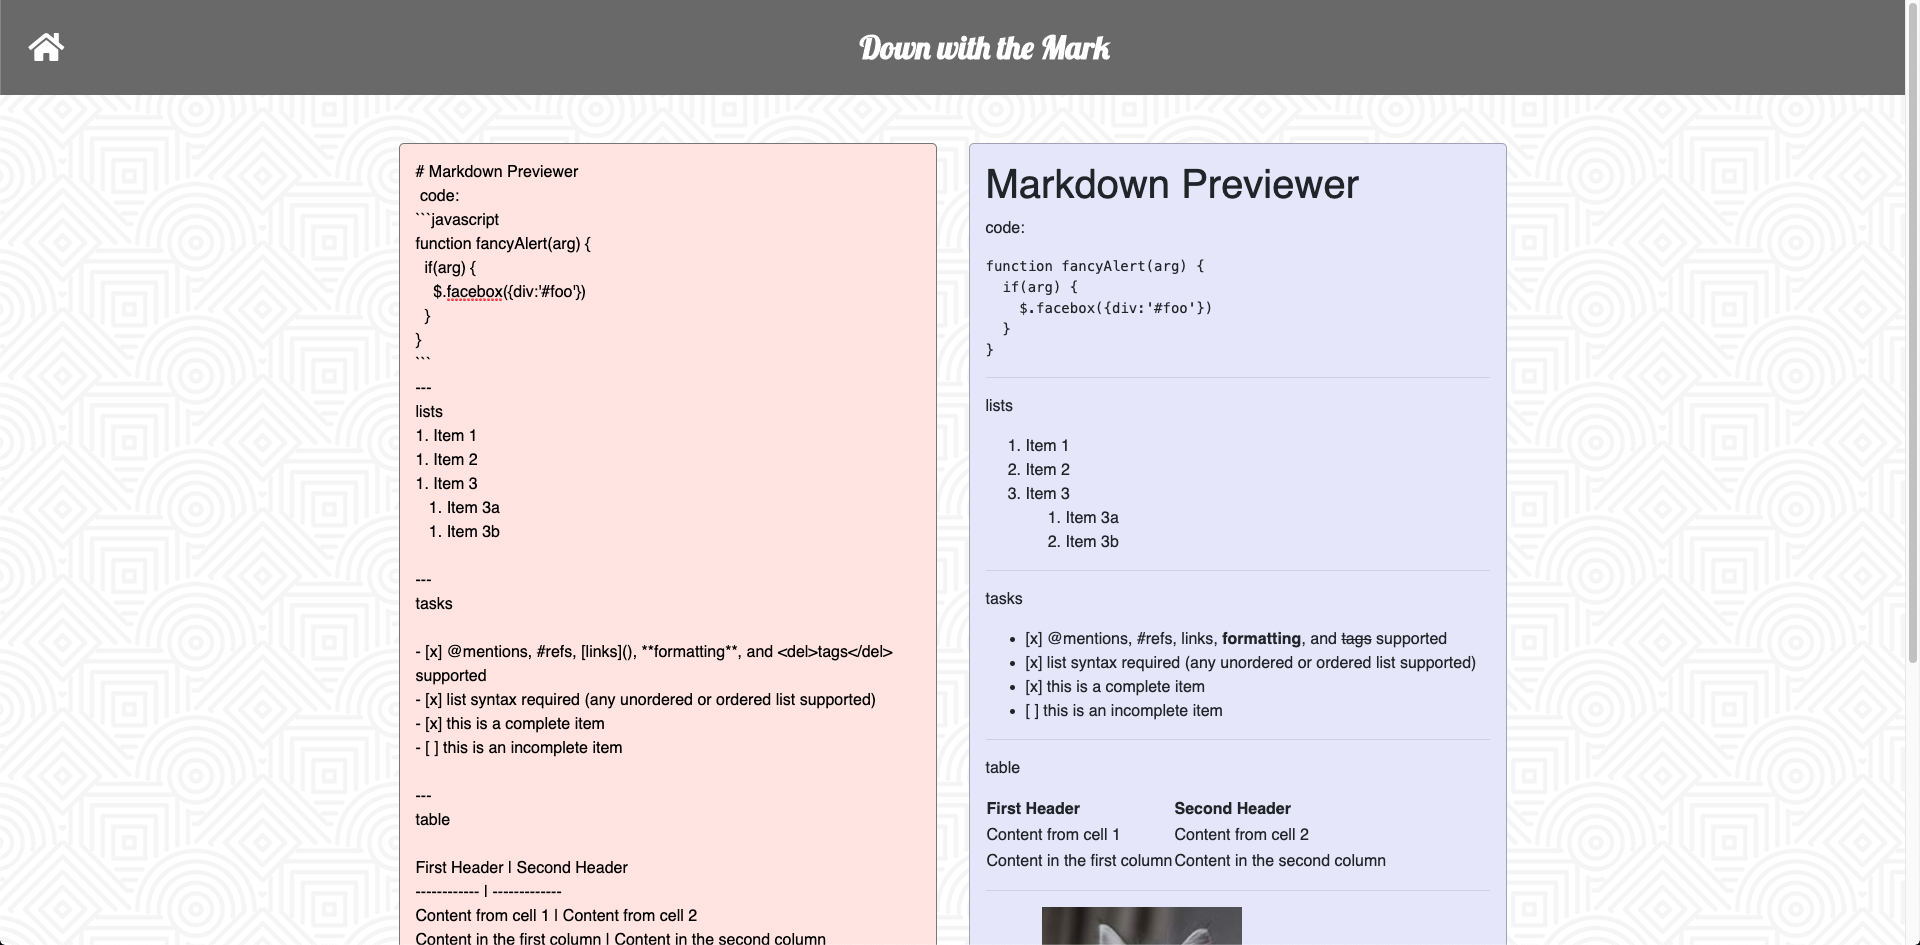 Down with the Mark
# Markdown Previewer
code:
```javascript
function fancyAlert(arg) {
if(arg) {
$.facebox({div:'#foo'})
}
}
```
---
lists
1. Item 1
1. Item 2
1. Item 3
1. Item 3a
1. Item 3b
---
tasks
- [x] @mentions, #refs, [links](), **formatting**, and <del>tags</del>
supported
- [x] list syntax required (any unordered or ordered list supported)
- [x] this is a complete item
- [ ] this is an incomplete item
---
table
First Header | Second Header
------------ | -------------
Content from cell 1 | Content from cell 2
Content in the first column | Content in the second column
Markdown Previewer
code:
function fancyAlert(arg) {
if(arg) {
$.facebox({div:'#foo'})
}
}
lists
1. Item 1
2. Item 2
3. Item 3
1. Item 3a
2. Item 3b
tasks
• [x] @mentions, #refs, links, formatting, and tags supported
• [x] list syntax required (any unordered or ordered list supported)
• [x] this is a complete item
• [ ] this is an incomplete item
table
First Header Second Header
Content from cell 1 Content from cell 2
Content in the first column Content in the second column